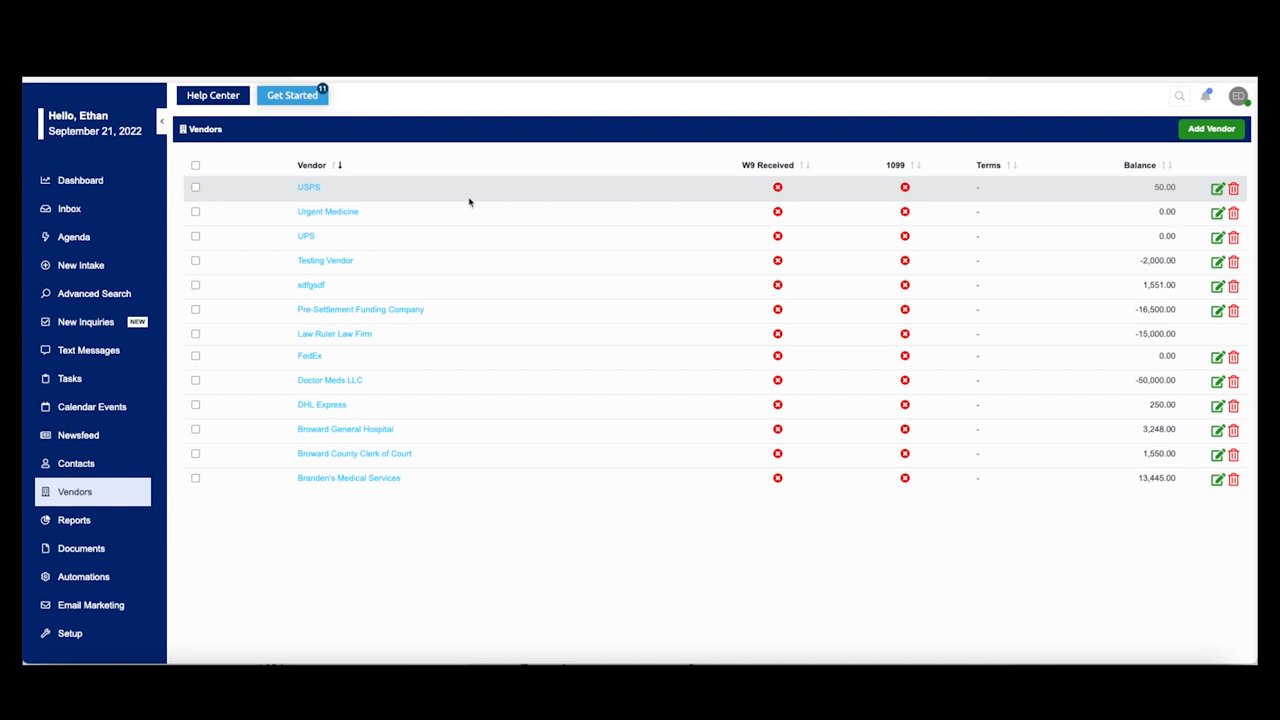 Hello, Ethan
September 21, 2022
Help Center
Get Started
11
ED
Vendors
Add Vendor
Dashboard
Inbox
Agenda
New Intake
Advanced Search
New Inquiries NEW
Text Messages
Tasks
Calendar Events
Newsfeed
Contacts
Vendors
Reports
Documents
Automations
Email Marketing
Setup
Vendor W9 Received 1099 Terms Balance
USPS - 50.00
Urgent Medicine - 0.00
UPS - 0.00
Testing Vendor - -2,000.00
sdfgsdf - 1,551.00
Pre-Settlement Funding Company - -16,500.00
Law Ruler Law Firm - -15,000.00
FedEx - 0.00
Doctor Meds LLC - -50,000.00
DHL Express - 250.00
Broward General Hospital - 3,248.00
Broward County Clerk of Court - 1,550.00
Branden's Medical Services - 13,445.00